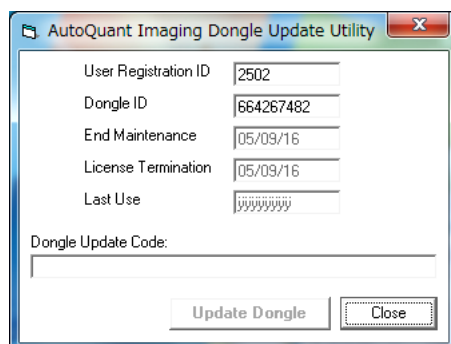 AutoQuant Imaging Dongle Update Utility
User Registration ID 2502
Dongle ID 664267482
End Maintenance 05/09/16
License Termination 05/09/16
Last Use ÿÿÿÿÿÿÿÿ
Dongle Update Code:
Update Dongle Close